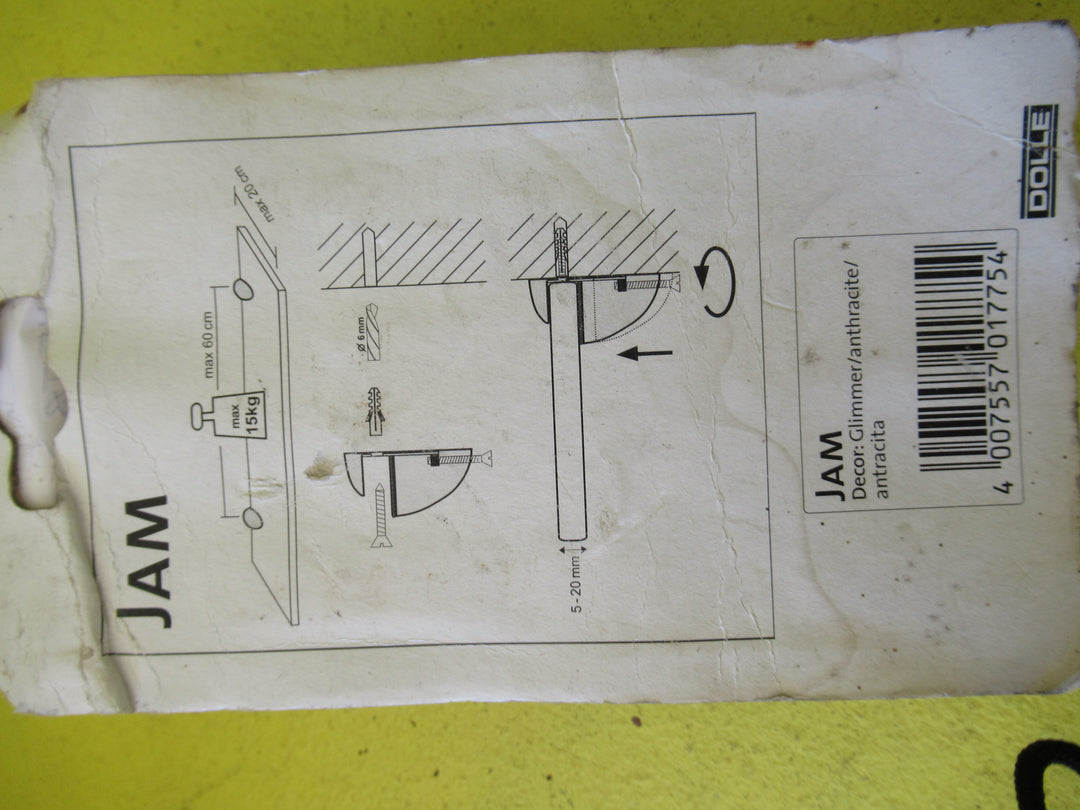 JAM
max 60 cm
max 20 cm
max
15kg
Ø 6 mm
5 - 20 mm
JAM
Decor: Glimmer/anthracite/
antracita
4 007557 017754
DOLLE